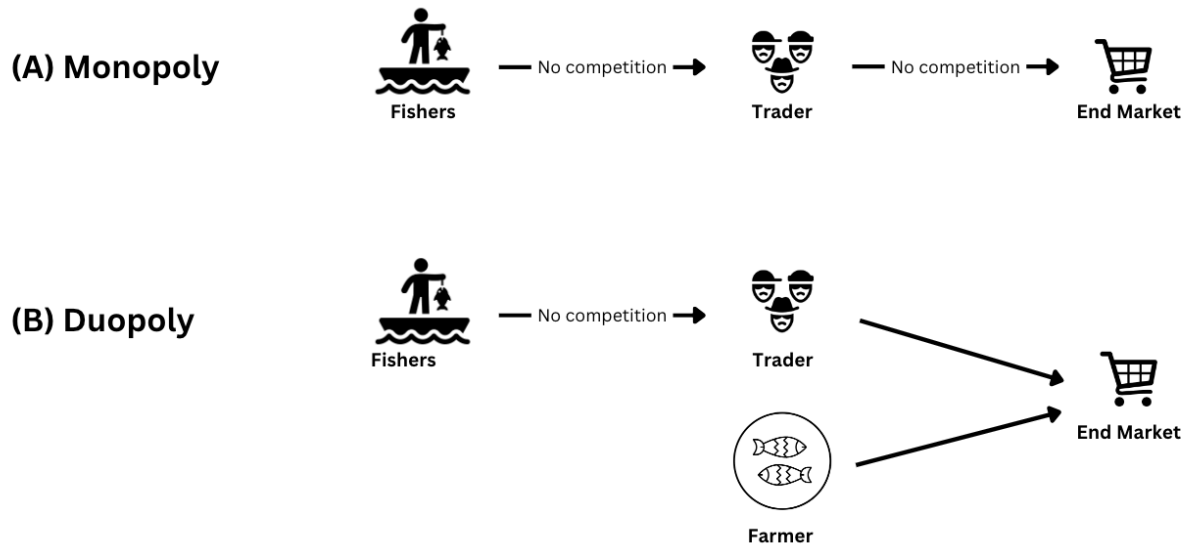 (A) Monopoly
No competition
No competition
Fishers
Trader
End Market
(B) Duopoly
No competition
Fishers
Trader
End Market
Farmer